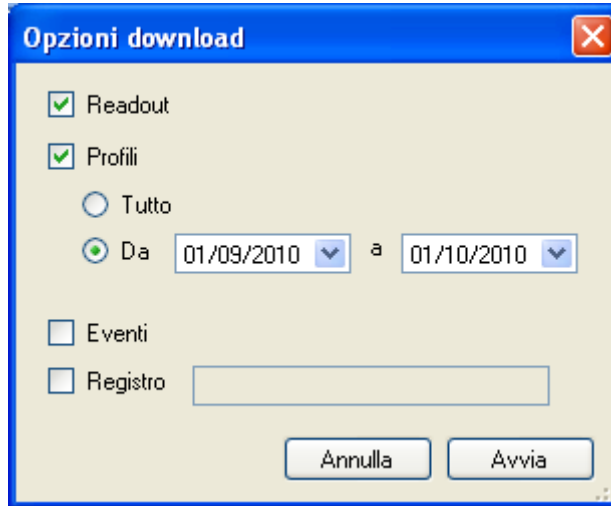 Opzioni download
Readout
Profili
Tutto
Da 01/09/2010 a 01/10/2010
Eventi
Registro
Annulla Avvia